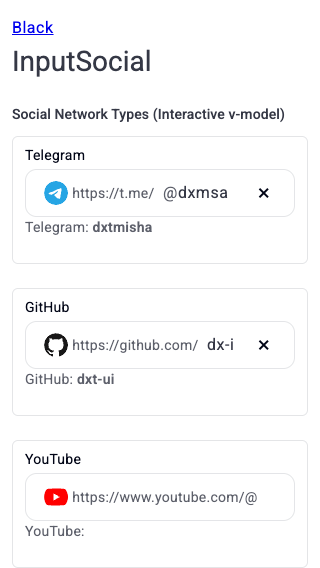 Black
InputSocial
Social Network Types (Interactive v-model)
Telegram
https://t.me/ @dxmsa ×
Telegram: dxtmisha
GitHub
https://github.com/ dx-i ×
GitHub: dxt-ui
YouTube
https://www.youtube.com/@
YouTube: